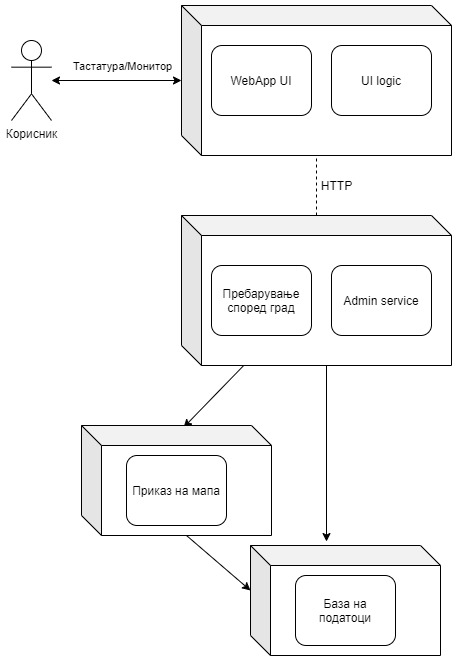 Тастатура/Монитор
WebApp UI
UI logic
Корисник
HTTP
Пребарување
според град
Admin service
Приказ на мапа
База на
податоци